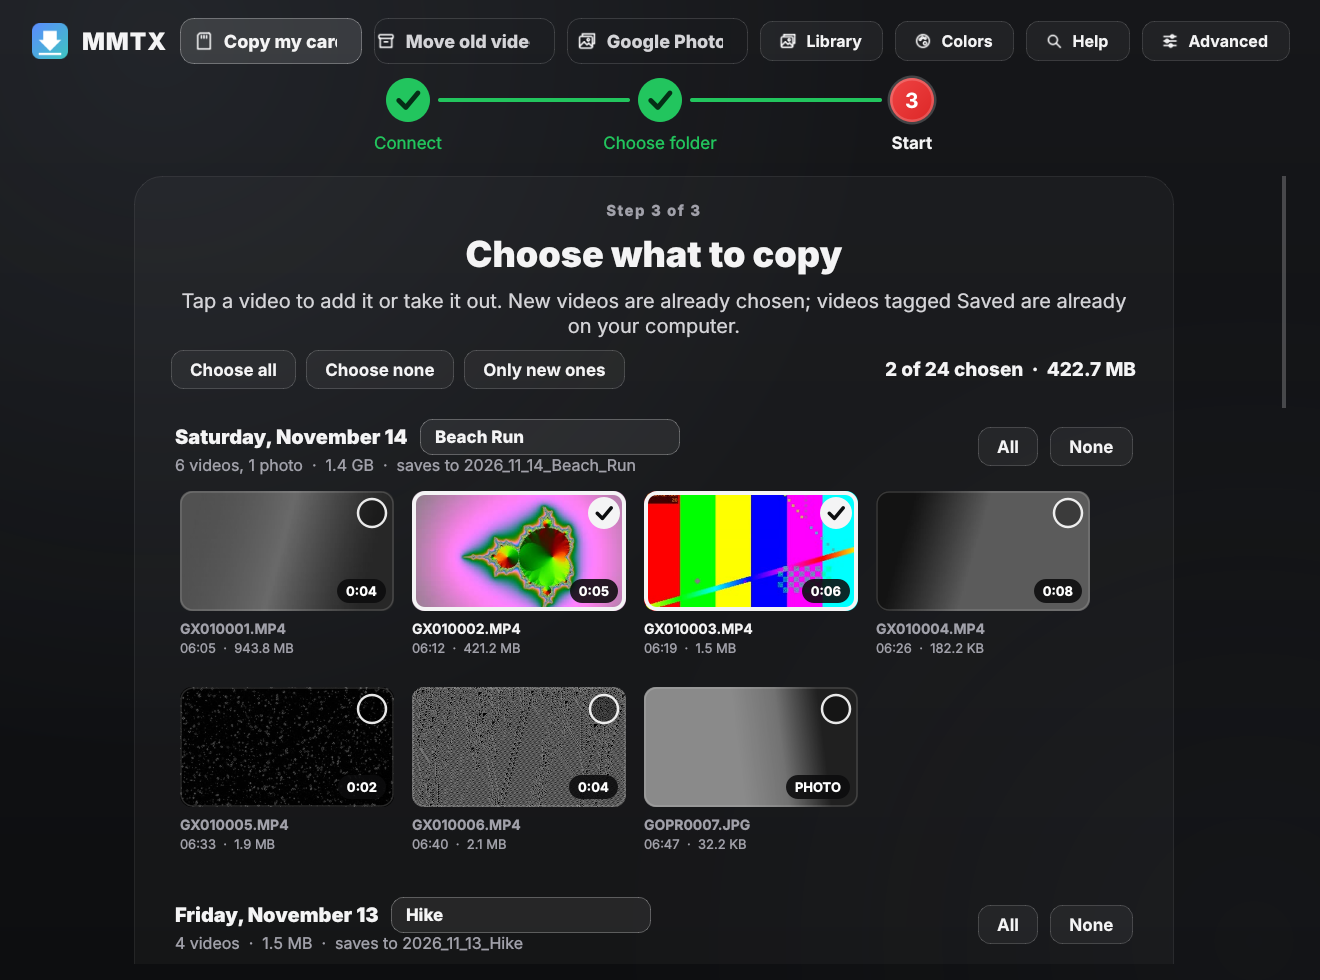 MMTX
Copy my car
Move old vide
Google Photo
Library
Colors
Help
Advanced
3
Connect
Choose folder
Start
Step 3 of 3
Choose what to copy
Tap a video to add it or take it out. New videos are already chosen; videos tagged Saved are already
on your computer.
Choose all
Choose none
Only new ones
2 of 24 chosen · 422.7 MB
Saturday, November 14
Beach Run
All
None
6 videos, 1 photo · 1.4 GB · saves to 2026_11_14_Beach_Run
0:04
0:05
0:06
0:08
GX010001.MP4
GX010002.MP4
GX010003.MP4
GX010004.MP4
06:05 · 943.8 MB
06:12 · 421.2 MB
06:19 · 1.5 MB
06:26 · 182.2 KB
0:02
0:04
PHOTO
GX010005.MP4
GX010006.MP4
GOPR0007.JPG
06:33 · 1.9 MB
06:40 · 2.1 MB
06:47 · 32.2 KB
Friday, November 13
Hike
All
None
4 videos · 1.5 MB · saves to 2026_11_13_Hike